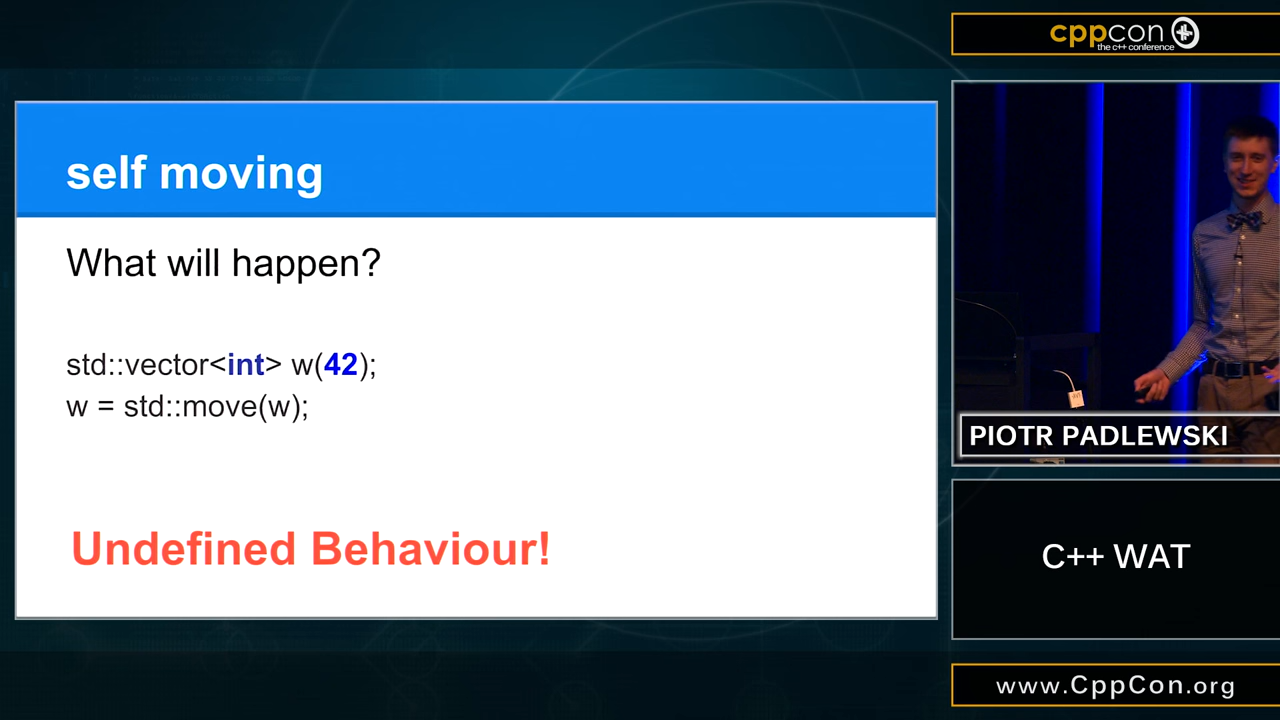 cppcon
the c++ conference
self moving
What will happen?
std::vector<int> w(42);
w = std::move(w);
Undefined Behaviour!
PIOTR PADLEWSKI
C++ WAT
www.CppCon.org